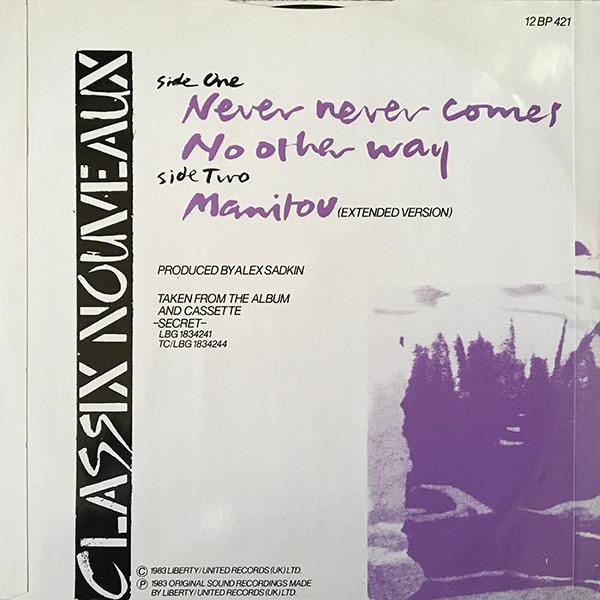 12 BP 421
CLASSIX NOUVEAUX
side One
Never never comes
No other way
side Two
Manitou (EXTENDED VERSION)
PRODUCED BY ALEX SADKIN
TAKEN FROM THE ALBUM
AND CASSETTE
-SECRET-
LBG 1834241
TC/LBG 1834244
© 1983 LIBERTY/UNITED RECORDS (UK) LTD.
Ⓟ 1983 ORIGINAL SOUND RECORDINGS MADE
BY LIBERTY/UNITED RECORDS (UK) LTD.